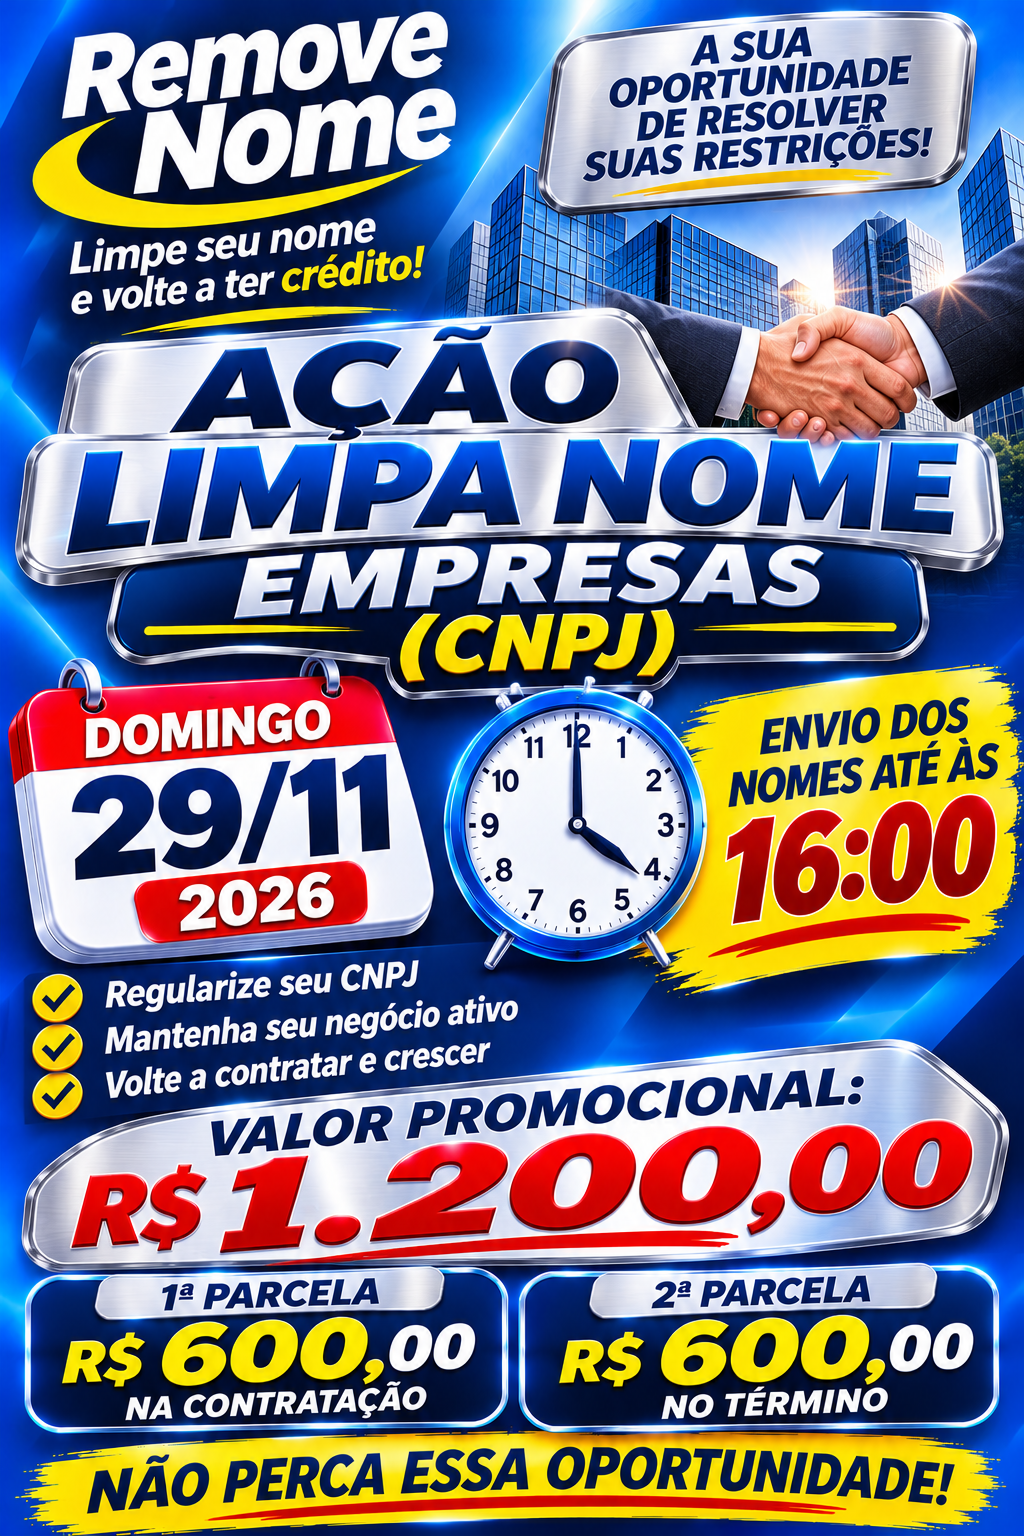 Remove
Nome
Limpe seu nome
e volte a ter crédito!
A SUA
OPORTUNIDADE
DE RESOLVER
SUAS RESTRIÇÕES!
AÇÃO
LIMPA NOME
EMPRESAS
(CNPJ)
DOMINGO
29/11
2026
12
1
2
3
4
5
6
7
8
9
10
11
ENVIO DOS
NOMES ATÉ ÀS
16:00
Regularize seu CNPJ
Mantenha seu negócio ativo
Volte a contratar e crescer
VALOR PROMOCIONAL:
R$ 1.200,00
1ª PARCELA
R$ 600,00
NA CONTRATAÇÃO
2ª PARCELA
R$ 600,00
NO TÉRMINO
NÃO PERCA ESSA OPORTUNIDADE!